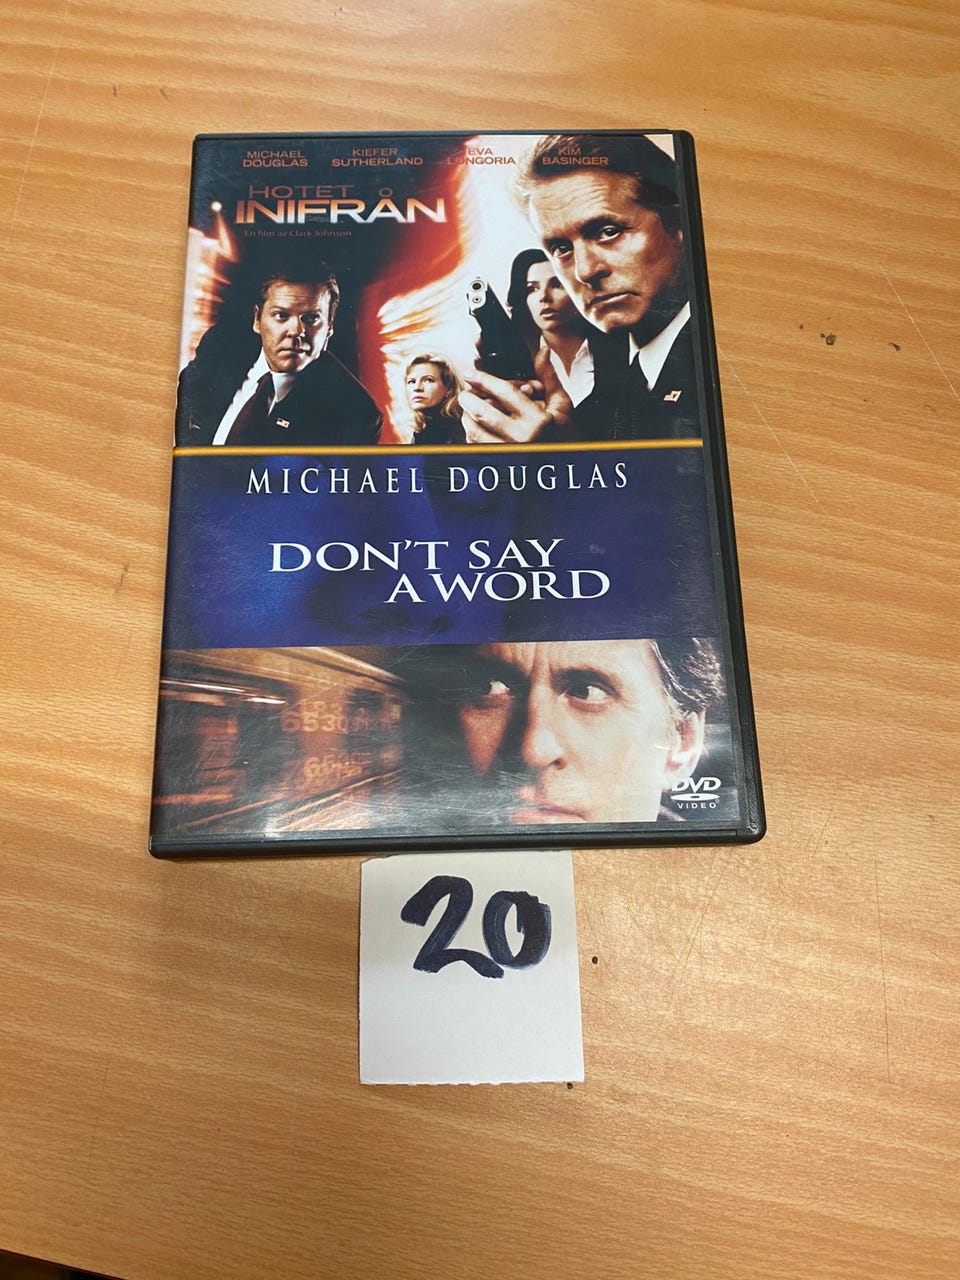 MICHAEL DOUGLAS
KIEFER SUTHERLAND
EVA LONGORIA
KIM BASINGER
HOTET
INIFRÅN
En film av Clark Johnson
MICHAEL DOUGLAS
DON'T SAY
A WORD
DVD
VIDEO
20